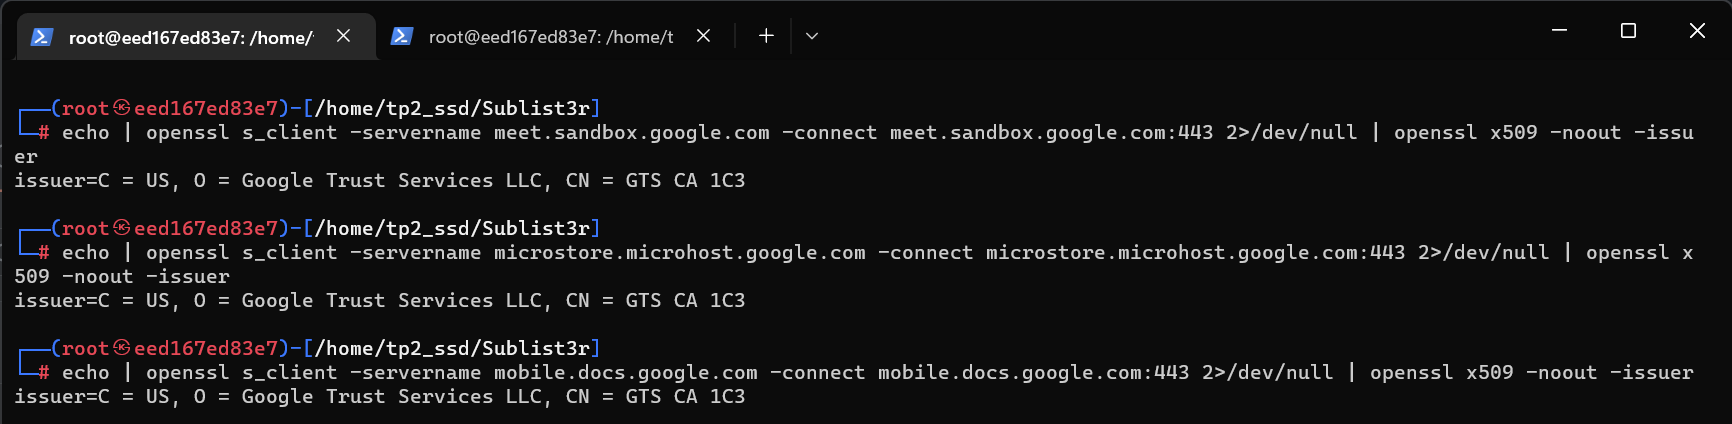 root@eed167ed83e7: /home/
root@eed167ed83e7: /home/t
(root㉿eed167ed83e7)-[/home/tp2_ssd/Sublist3r]
# echo | openssl s_client -servername meet.sandbox.google.com -connect meet.sandbox.google.com:443 2>/dev/null | openssl x509 -noout -issu
er
issuer=C = US, O = Google Trust Services LLC, CN = GTS CA 1C3
(root㉿eed167ed83e7)-[/home/tp2_ssd/Sublist3r]
# echo | openssl s_client -servername microstore.microhost.google.com -connect microstore.microhost.google.com:443 2>/dev/null | openssl x
509 -noout -issuer
issuer=C = US, O = Google Trust Services LLC, CN = GTS CA 1C3
(root㉿eed167ed83e7)-[/home/tp2_ssd/Sublist3r]
# echo | openssl s_client -servername mobile.docs.google.com -connect mobile.docs.google.com:443 2>/dev/null | openssl x509 -noout -issuer
issuer=C = US, O = Google Trust Services LLC, CN = GTS CA 1C3